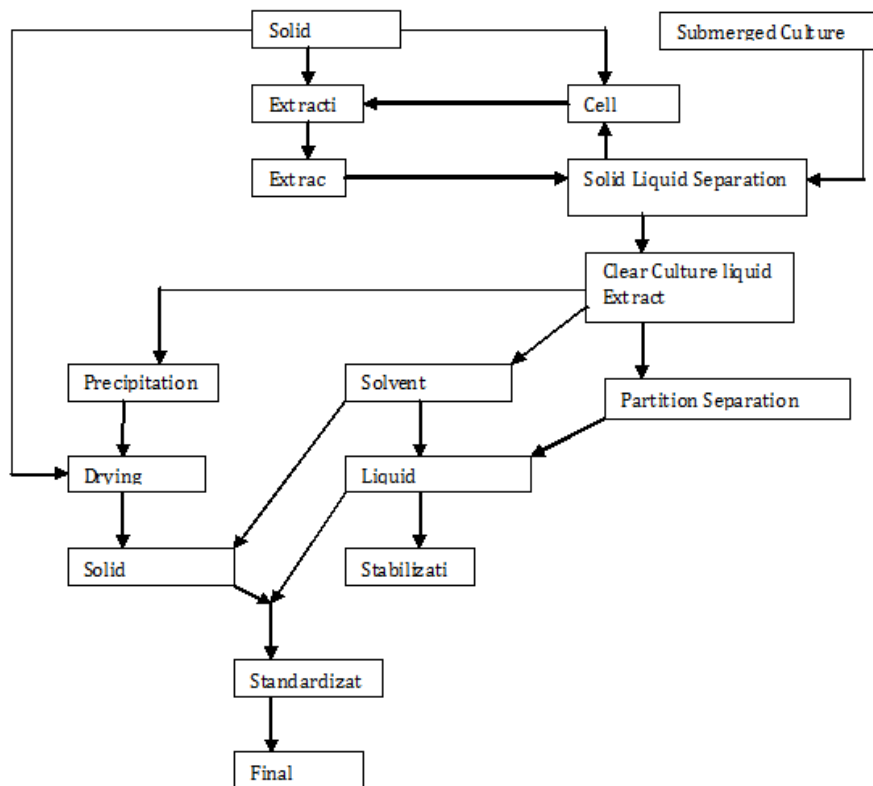 Solid
Submerged Culture
Extracti
Cell
Extrac
Solid Liquid Separation
Clear Culture liquid
Extract
Precipitation
Solvent
Partition Separation
Drying
Liquid
Solid
Stabilizati
Standardizat
Final